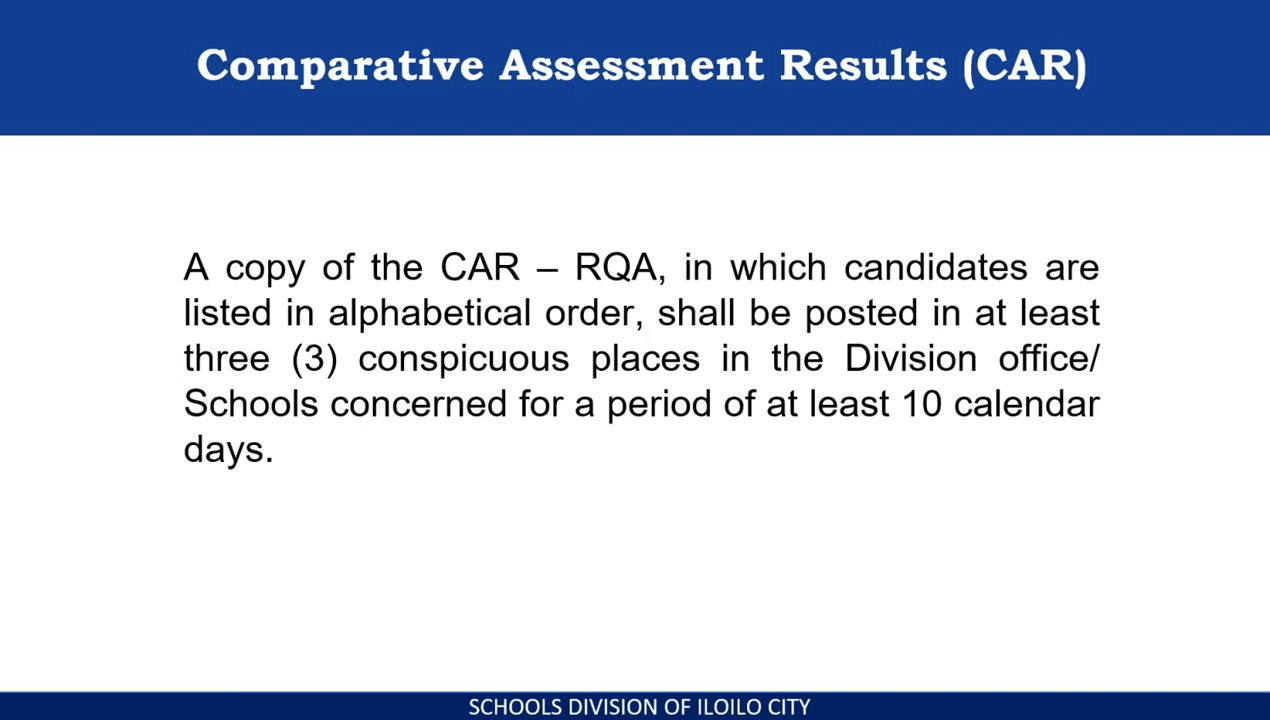 Comparative Assessment Results (CAR)
A copy of the CAR – RQA, in which candidates are
listed in alphabetical order, shall be posted in at least
three (3) conspicuous places in the Division office/
Schools concerned for a period of at least 10 calendar
days.
SCHOOLS DIVISION OF ILOILO CITY